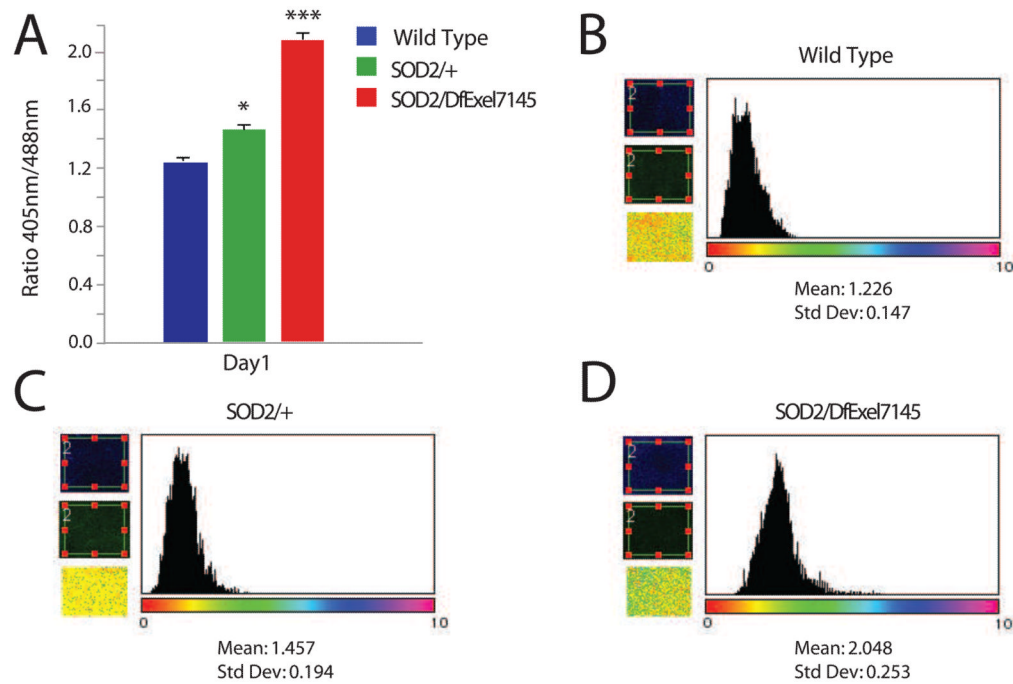 A
2.0
1.6
1.2
0.8
0.4
0.0
Ratio 405nm/488nm
*
***
Day1
Wild Type
SOD2/+
SOD2/DfExel7145
B
Wild Type
2
2
0
10
Mean: 1.226
Std Dev: 0.147
C
SOD2/+
2
2
0
10
Mean: 1.457
Std Dev: 0.194
D
SOD2/DfExel7145
2
2
0
10
Mean: 2.048
Std Dev: 0.253